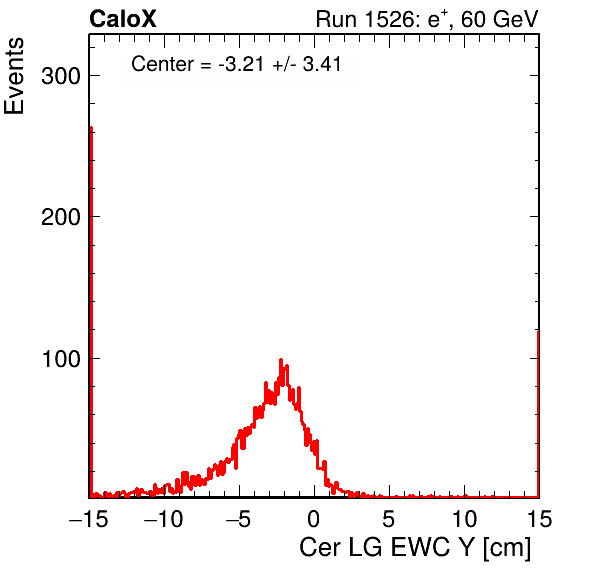 CaloX Run 1526: e⁺, 60 GeV
Center = -3.21 +/- 3.41
Events
300
200
100
−15 −10 −5 0 5 10 15
Cer LG EWC Y [cm]